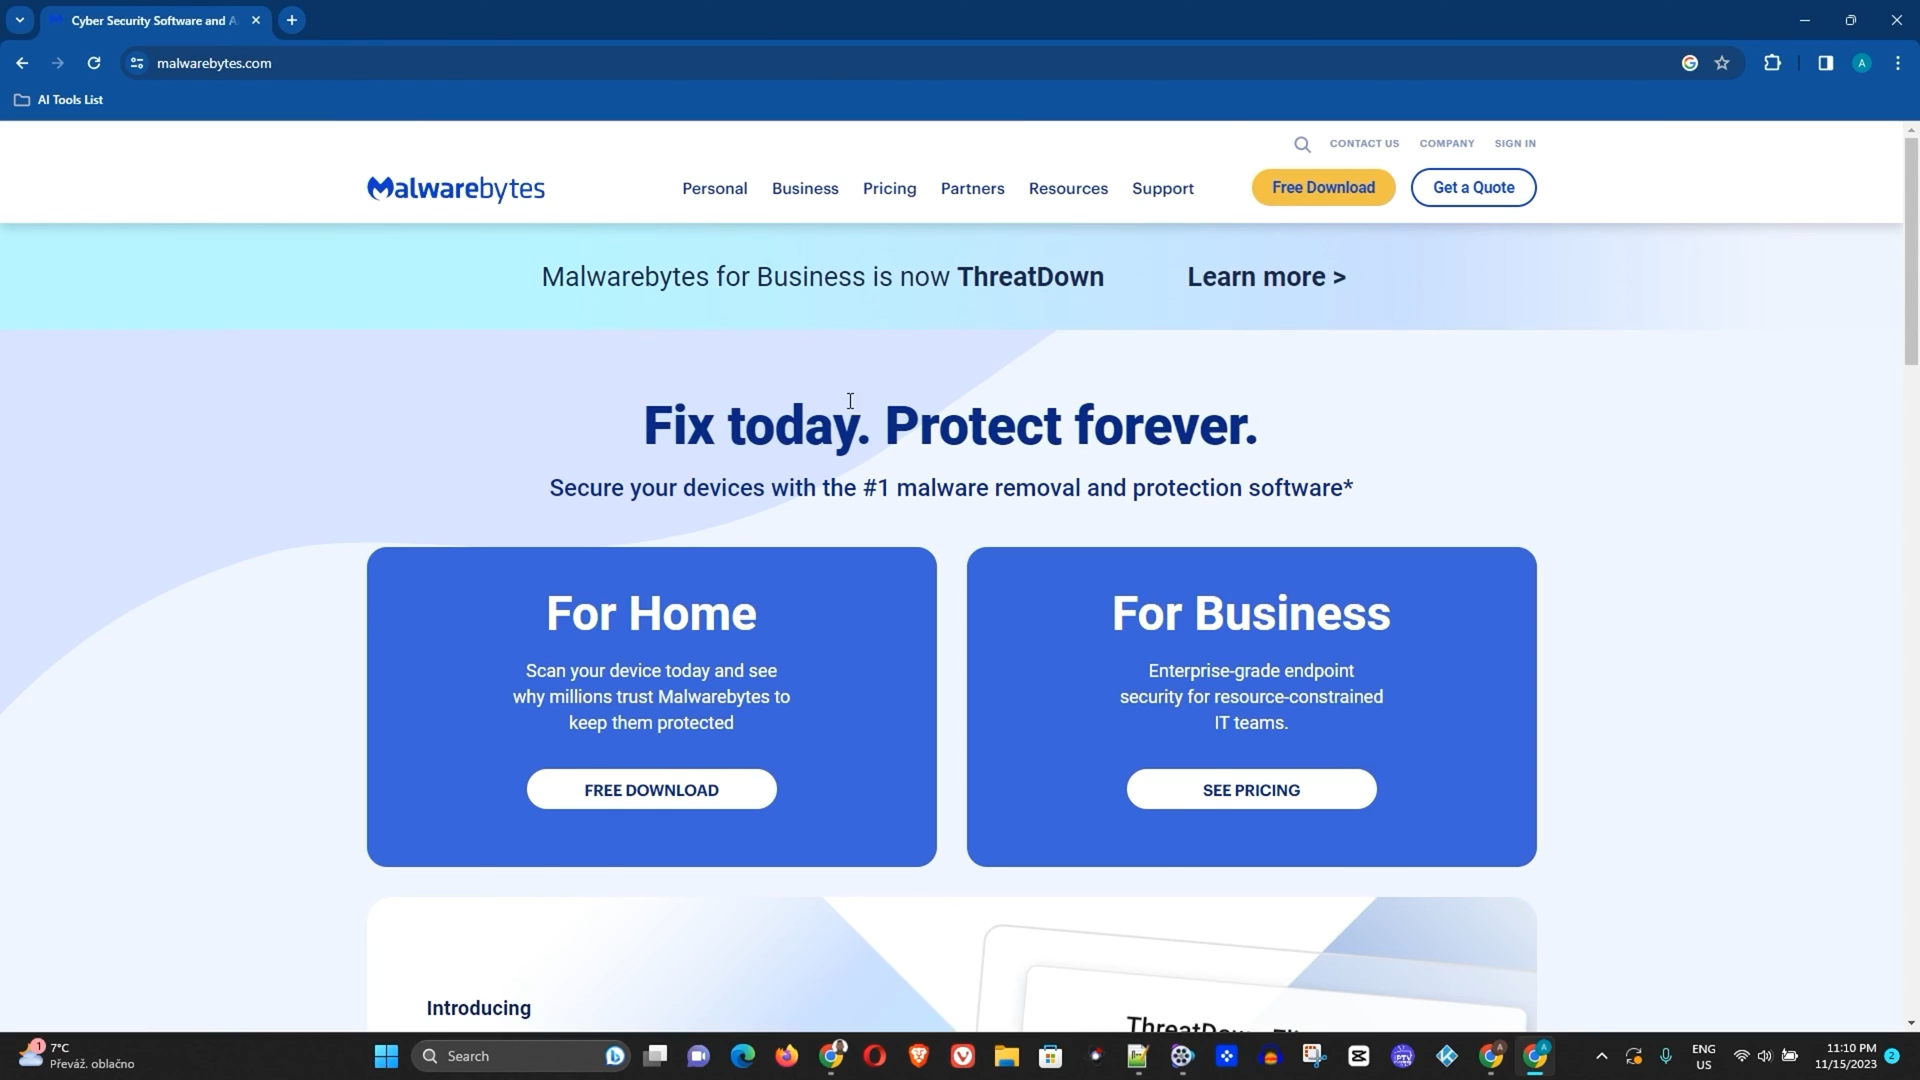 Cyber Security Software and A
malwarebytes.com
A
AI Tools List
CONTACT US COMPANY SIGN IN
Malwarebytes
Personal Business Pricing Partners Resources Support
Free Download Get a Quote
Malwarebytes for Business is now ThreatDown Learn more >
Fix today. Protect forever.
Secure your devices with the #1 malware removal and protection software*
For Home
Scan your device today and see
why millions trust Malwarebytes to
keep them protected
FREE DOWNLOAD
For Business
Enterprise-grade endpoint
security for resource-constrained
IT teams.
SEE PRICING
Introducing
1
7°C
Převáž. oblačno
Search
ENG
US
11:10 PM
11/15/2023
2